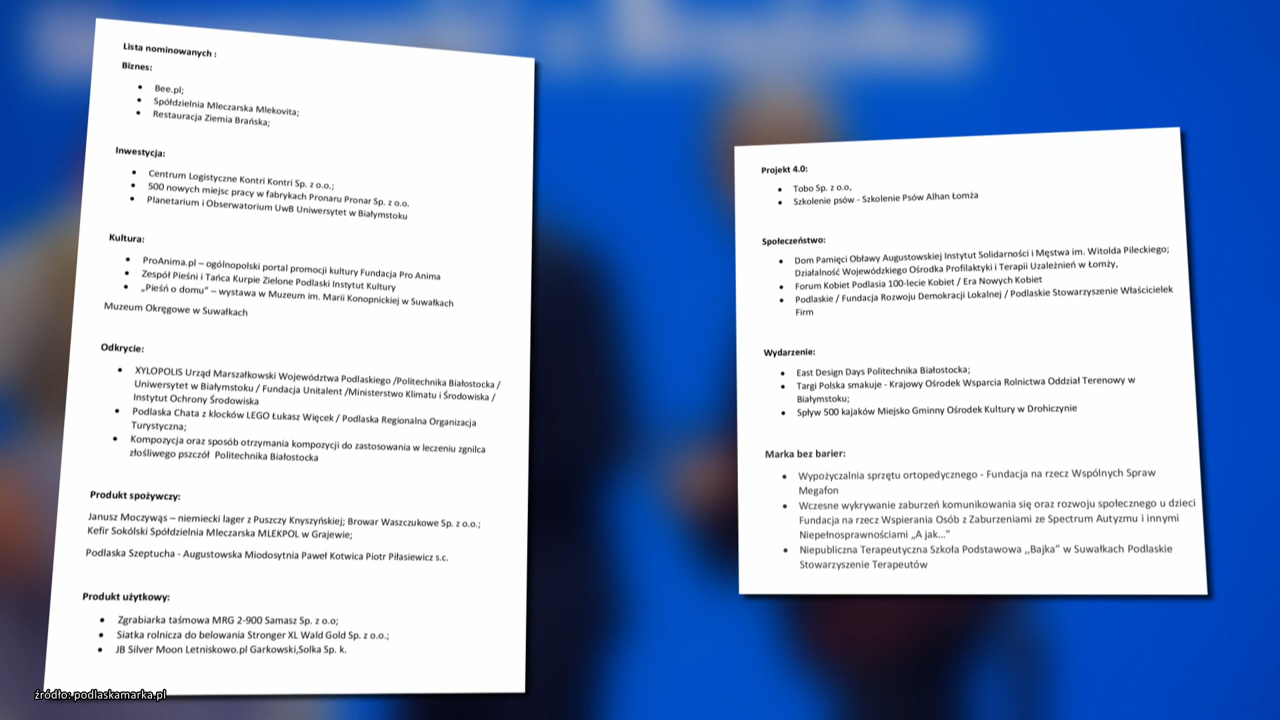 Lista nominowanych :
Biznes:
• Bee.pl;
• Spółdzielnia Mleczarska Mlekovita;
• Restauracja Ziemia Brańska;
Inwestycja:
• Centrum Logistyczne Kontri Kontri Sp. z o.o.;
• 500 nowych miejsc pracy w fabrykach Pronaru Pronar Sp. z o.o.
• Planetarium i Obserwatorium UwB Uniwersytet w Białymstoku
Kultura:
• ProAnima.pl – ogólnopolski portal promocji kultury Fundacja Pro Anima
• Zespół Pieśni i Tańca Kurpie Zielone Podlaski Instytut Kultury
• „Pieśń o domu” – wystawa w Muzeum im. Marii Konopnickiej w Suwałkach
Muzeum Okręgowe w Suwałkach
Odkrycie:
• XYLOPOLIS Urząd Marszałkowski Województwa Podlaskiego /Politechnika Białostocka /
Uniwersytet w Białymstoku / Fundacja Unitalent /Ministerstwo Klimatu i Środowiska /
Instytut Ochrony Środowiska
• Podlaska Chata z klocków LEGO Łukasz Więcek / Podlaska Regionalna Organizacja
Turystyczna;
• Kompozycja oraz sposób otrzymania kompozycji do zastosowania w leczeniu zgnilca
złośliwego pszczół Politechnika Białostocka
Produkt spożywczy:
Janusz Moczywąs – niemiecki lager z Puszczy Knyszyńskiej; Browar Waszczukowe Sp. z o.o.;
Kefir Sokólski Spółdzielnia Mleczarska MLEKPOL w Grajewie;
Podlaska Szeptucha - Augustowska Miodosytnia Paweł Kotwica Piotr Piłasiewicz s.c.
Produkt użytkowy:
• Zgrabiarka taśmowa MRG 2-900 Samasz Sp. z o.o;
• Siatka rolnicza do belowania Stronger XL Wald Gold Sp. z o.o.;
• JB Silver Moon Letniskowo.pl Garkowski,Solka Sp. k.
źródło: podlaskamarka.pl
Projekt 4.0:
• Tobo Sp. z o.o,
• Szkolenie psów - Szkolenie Psów Alhan Łomża
Społeczeństwo:
• Dom Pamięci Obławy Augustowskiej Instytut Solidarności i Męstwa im. Witolda Pileckiego;
Działalność Wojewódzkiego Ośrodka Profilaktyki i Terapii Uzależnień w Łomży,
• Forum Kobiet Podlasia 100-lecie Kobiet / Era Nowych Kobiet
• Podlaskie / Fundacja Rozwoju Demokracji Lokalnej / Podlaskie Stowarzyszenie Właścicielek
Firm
Wydarzenie:
• East Design Days Politechnika Białostocka;
• Targi Polska smakuje - Krajowy Ośrodek Wsparcia Rolnictwa Oddział Terenowy w
Białymstoku;
• Spływ 500 kajaków Miejsko Gminny Ośrodek Kultury w Drohiczynie
Marka bez barier:
• Wypożyczalnia sprzętu ortopedycznego - Fundacja na rzecz Wspólnych Spraw
Megafon
• Wczesne wykrywanie zaburzeń komunikowania się oraz rozwoju społecznego u dzieci
Fundacja na rzecz Wspierania Osób z Zaburzeniami ze Spectrum Autyzmu i innymi
Niepełnosprawnościami „A jak...”
• Niepubliczna Terapeutyczna Szkoła Podstawowa ,,Bajka” w Suwałkach Podlaskie
Stowarzyszenie Terapeutów